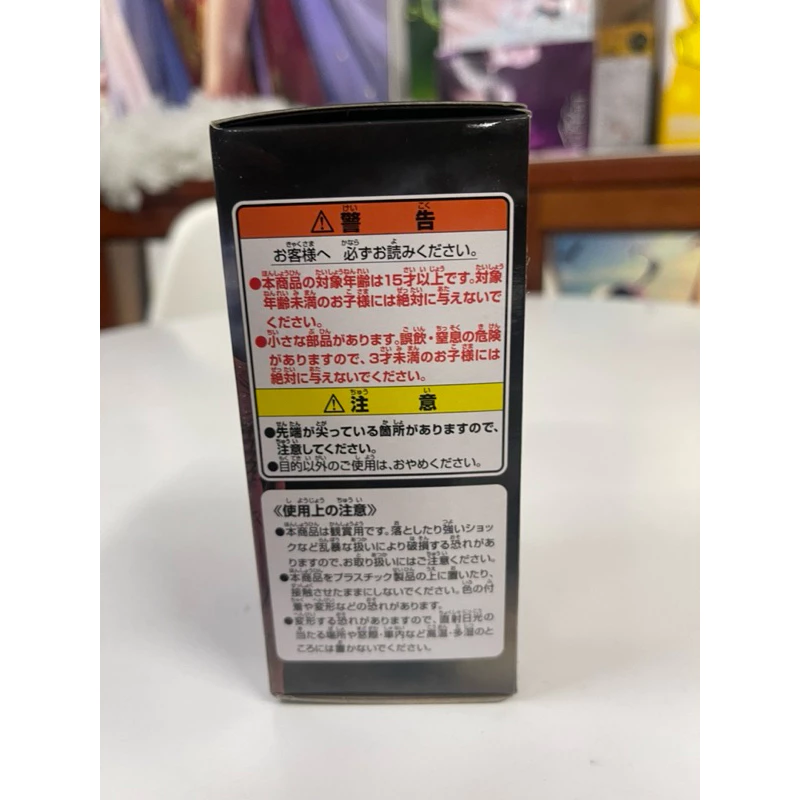 ⚠警告
お客様へ 必ずお読みください。
●本商品の対象年齢は15才以上です。対象
年齢未満のお子様には絶対に与えないで
ください。
●小さな部品があります。誤飲・窒息の危険
がありますので、3才未満のお子様には
絶対に与えないでください。
⚠注意
●先端が尖っている箇所がありますので、
注意してください。
●目的以外のご使用は、おやめください。
《使用上の注意》
●本商品は観賞用です。落としたり強いショッ
クなど乱暴な扱いにより破損する恐れがあ
りますので、お取り扱いにはご注意ください。
●本商品をプラスチック製品の上に置いたり、
接触させたままにしないでください。色の付
着や変形などの恐れがあります。
●変形する恐れがありますので、直射日光の
当たる場所や窓際・車内など高温・多湿のと
ころには置かないでください。